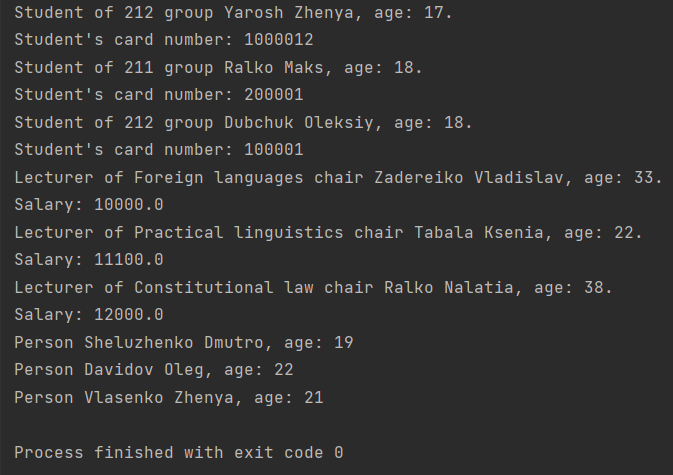 Student of 212 group Yarosh Zhenya, age: 17.
Student's card number: 1000012
Student of 211 group Ralko Maks, age: 18.
Student's card number: 200001
Student of 212 group Dubchuk Oleksiy, age: 18.
Student's card number: 100001
Lecturer of Foreign languages chair Zadereiko Vladislav, age: 33.
Salary: 10000.0
Lecturer of Practical linguistics chair Tabala Ksenia, age: 22.
Salary: 11100.0
Lecturer of Constitutional law chair Ralko Nalatia, age: 38.
Salary: 12000.0
Person Sheluzhenko Dmutro, age: 19
Person Davidov Oleg, age: 22
Person Vlasenko Zhenya, age: 21
Process finished with exit code 0